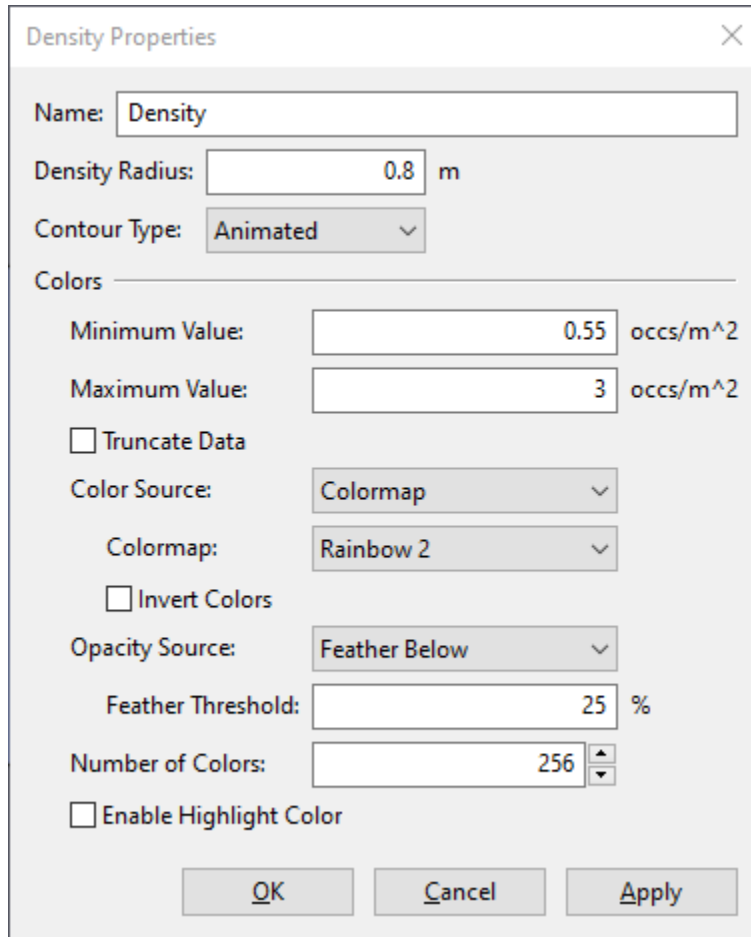 Density Properties
Name: Density
Density Radius: 0.8 m
Contour Type: Animated
Colors
Minimum Value: 0.55 occs/m^2
Maximum Value: 3 occs/m^2
Truncate Data
Color Source: Colormap
Colormap: Rainbow 2
Invert Colors
Opacity Source: Feather Below
Feather Threshold: 25 %
Number of Colors: 256
Enable Highlight Color
OK Cancel Apply